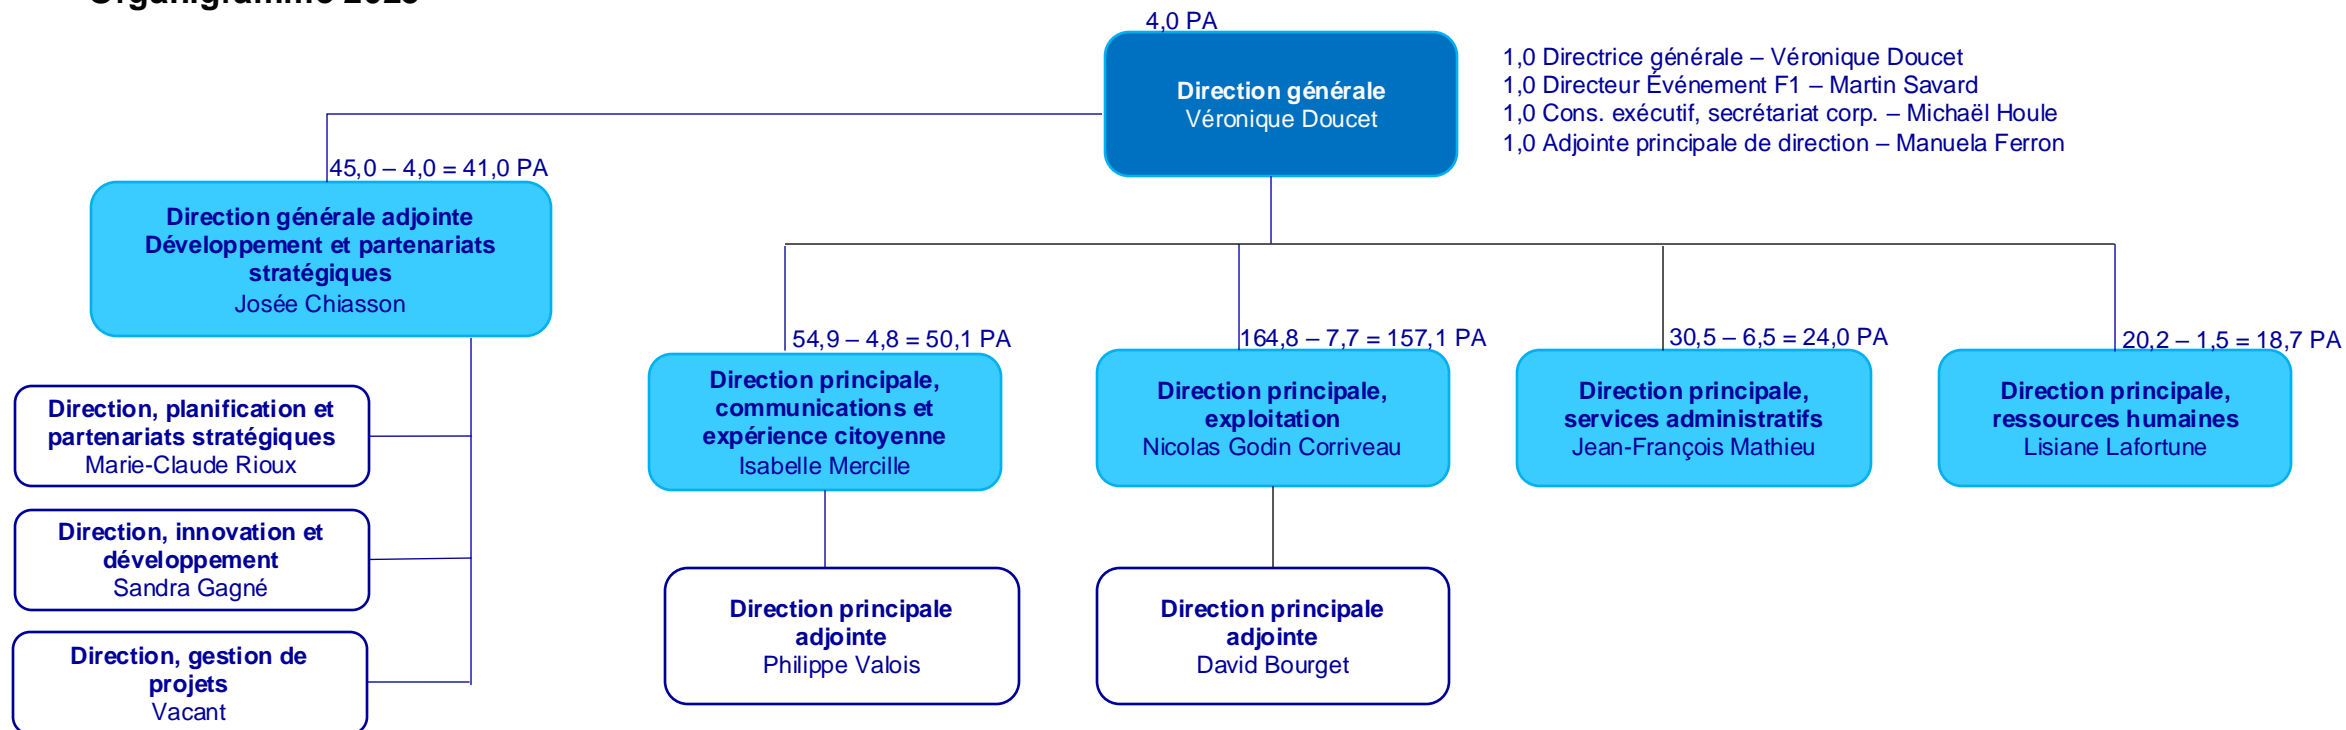 4,0 PA
Direction générale
Véronique Doucet
1,0 Directrice générale – Véronique Doucet
1,0 Directeur Événement F1 – Martin Savard
1,0 Cons. exécutif, secrétariat corp. – Michaël Houle
1,0 Adjointe principale de direction – Manuela Ferron
45,0 – 4,0 = 41,0 PA
Direction générale adjointe
Développement et partenariats
stratégiques
Josée Chiasson
Direction, planification et
partenariats stratégiques
Marie-Claude Rioux
Direction, innovation et
développement
Sandra Gagné
Direction, gestion de
projets
Vacant
54,9 – 4,8 = 50,1 PA
Direction principale,
communications et
expérience citoyenne
Isabelle Mercille
Direction principale
adjointe
Philippe Valois
164,8 – 7,7 = 157,1 PA
Direction principale,
exploitation
Nicolas Godin Corriveau
Direction principale
adjointe
David Bourget
30,5 – 6,5 = 24,0 PA
Direction principale,
services administratifs
Jean-François Mathieu
20,2 – 1,5 = 18,7 PA
Direction principale,
ressources humaines
Lisiane Lafortune